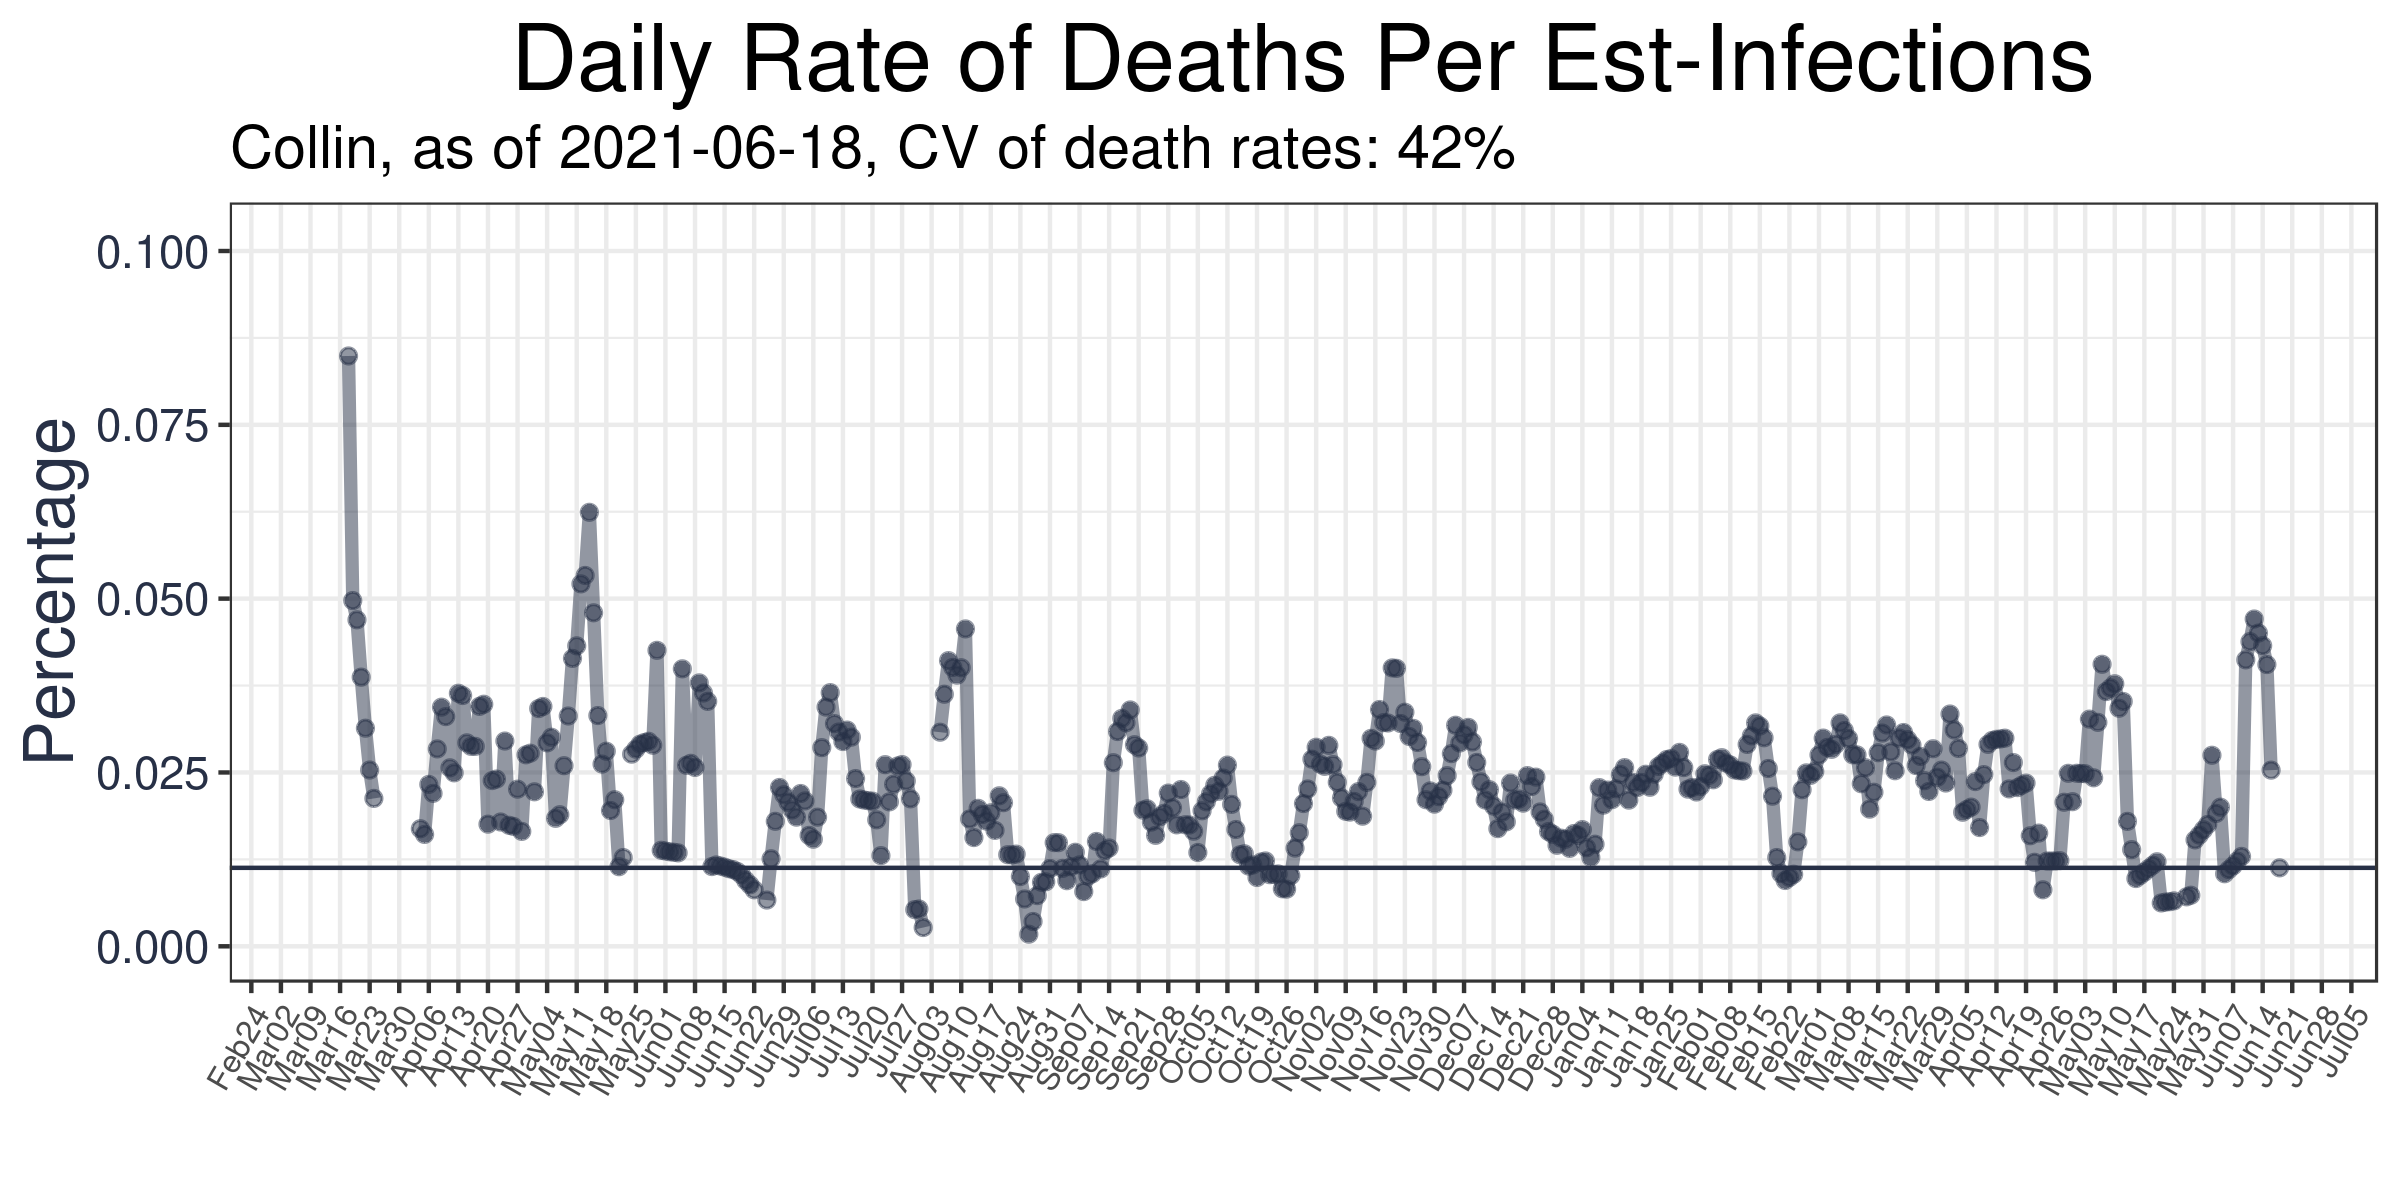 Daily Rate of Deaths Per Est-Infections
Collin, as of 2021-06-18, CV of death rates: 42%
Percentage
0.100
0.075
0.050
0.025
0.000
Feb24
Mar02
Mar09
Mar16
Mar23
Mar30
Apr06
Apr13
Apr20
Apr27
May04
May11
May18
May25
Jun01
Jun08
Jun15
Jun22
Jun29
Jul06
Jul13
Jul20
Jul27
Aug03
Aug10
Aug17
Aug24
Aug31
Sep07
Sep14
Sep21
Sep28
Oct05
Oct12
Oct19
Oct26
Nov02
Nov09
Nov16
Nov23
Nov30
Dec07
Dec14
Dec21
Dec28
Jan04
Jan11
Jan18
Jan25
Feb01
Feb08
Feb15
Feb22
Mar01
Mar08
Mar15
Mar22
Mar29
Apr05
Apr12
Apr19
Apr26
May03
May10
May17
May24
May31
Jun07
Jun14
Jun21
Jun28
Jul05